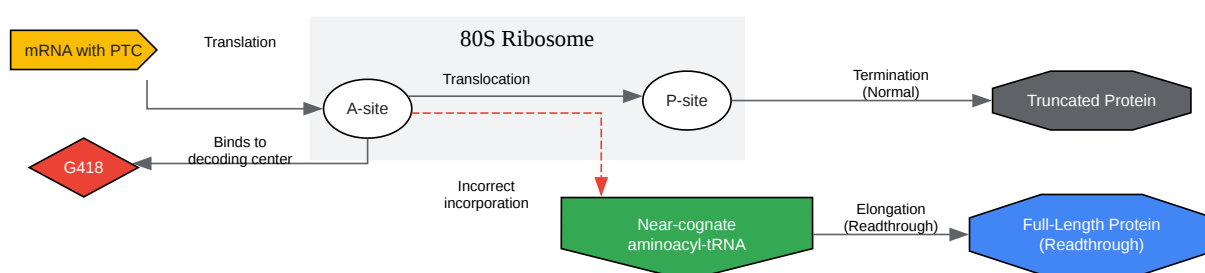 80S Ribosome
mRNA with PTC
Translation
A-site
Translocation
P-site
Termination
(Normal)
Truncated Protein
G418
Binds to
decoding center
Incorrect
incorporation
Near-cognate
aminoacyl-tRNA
Elongation
(Readthrough)
Full-Length Protein
(Readthrough)